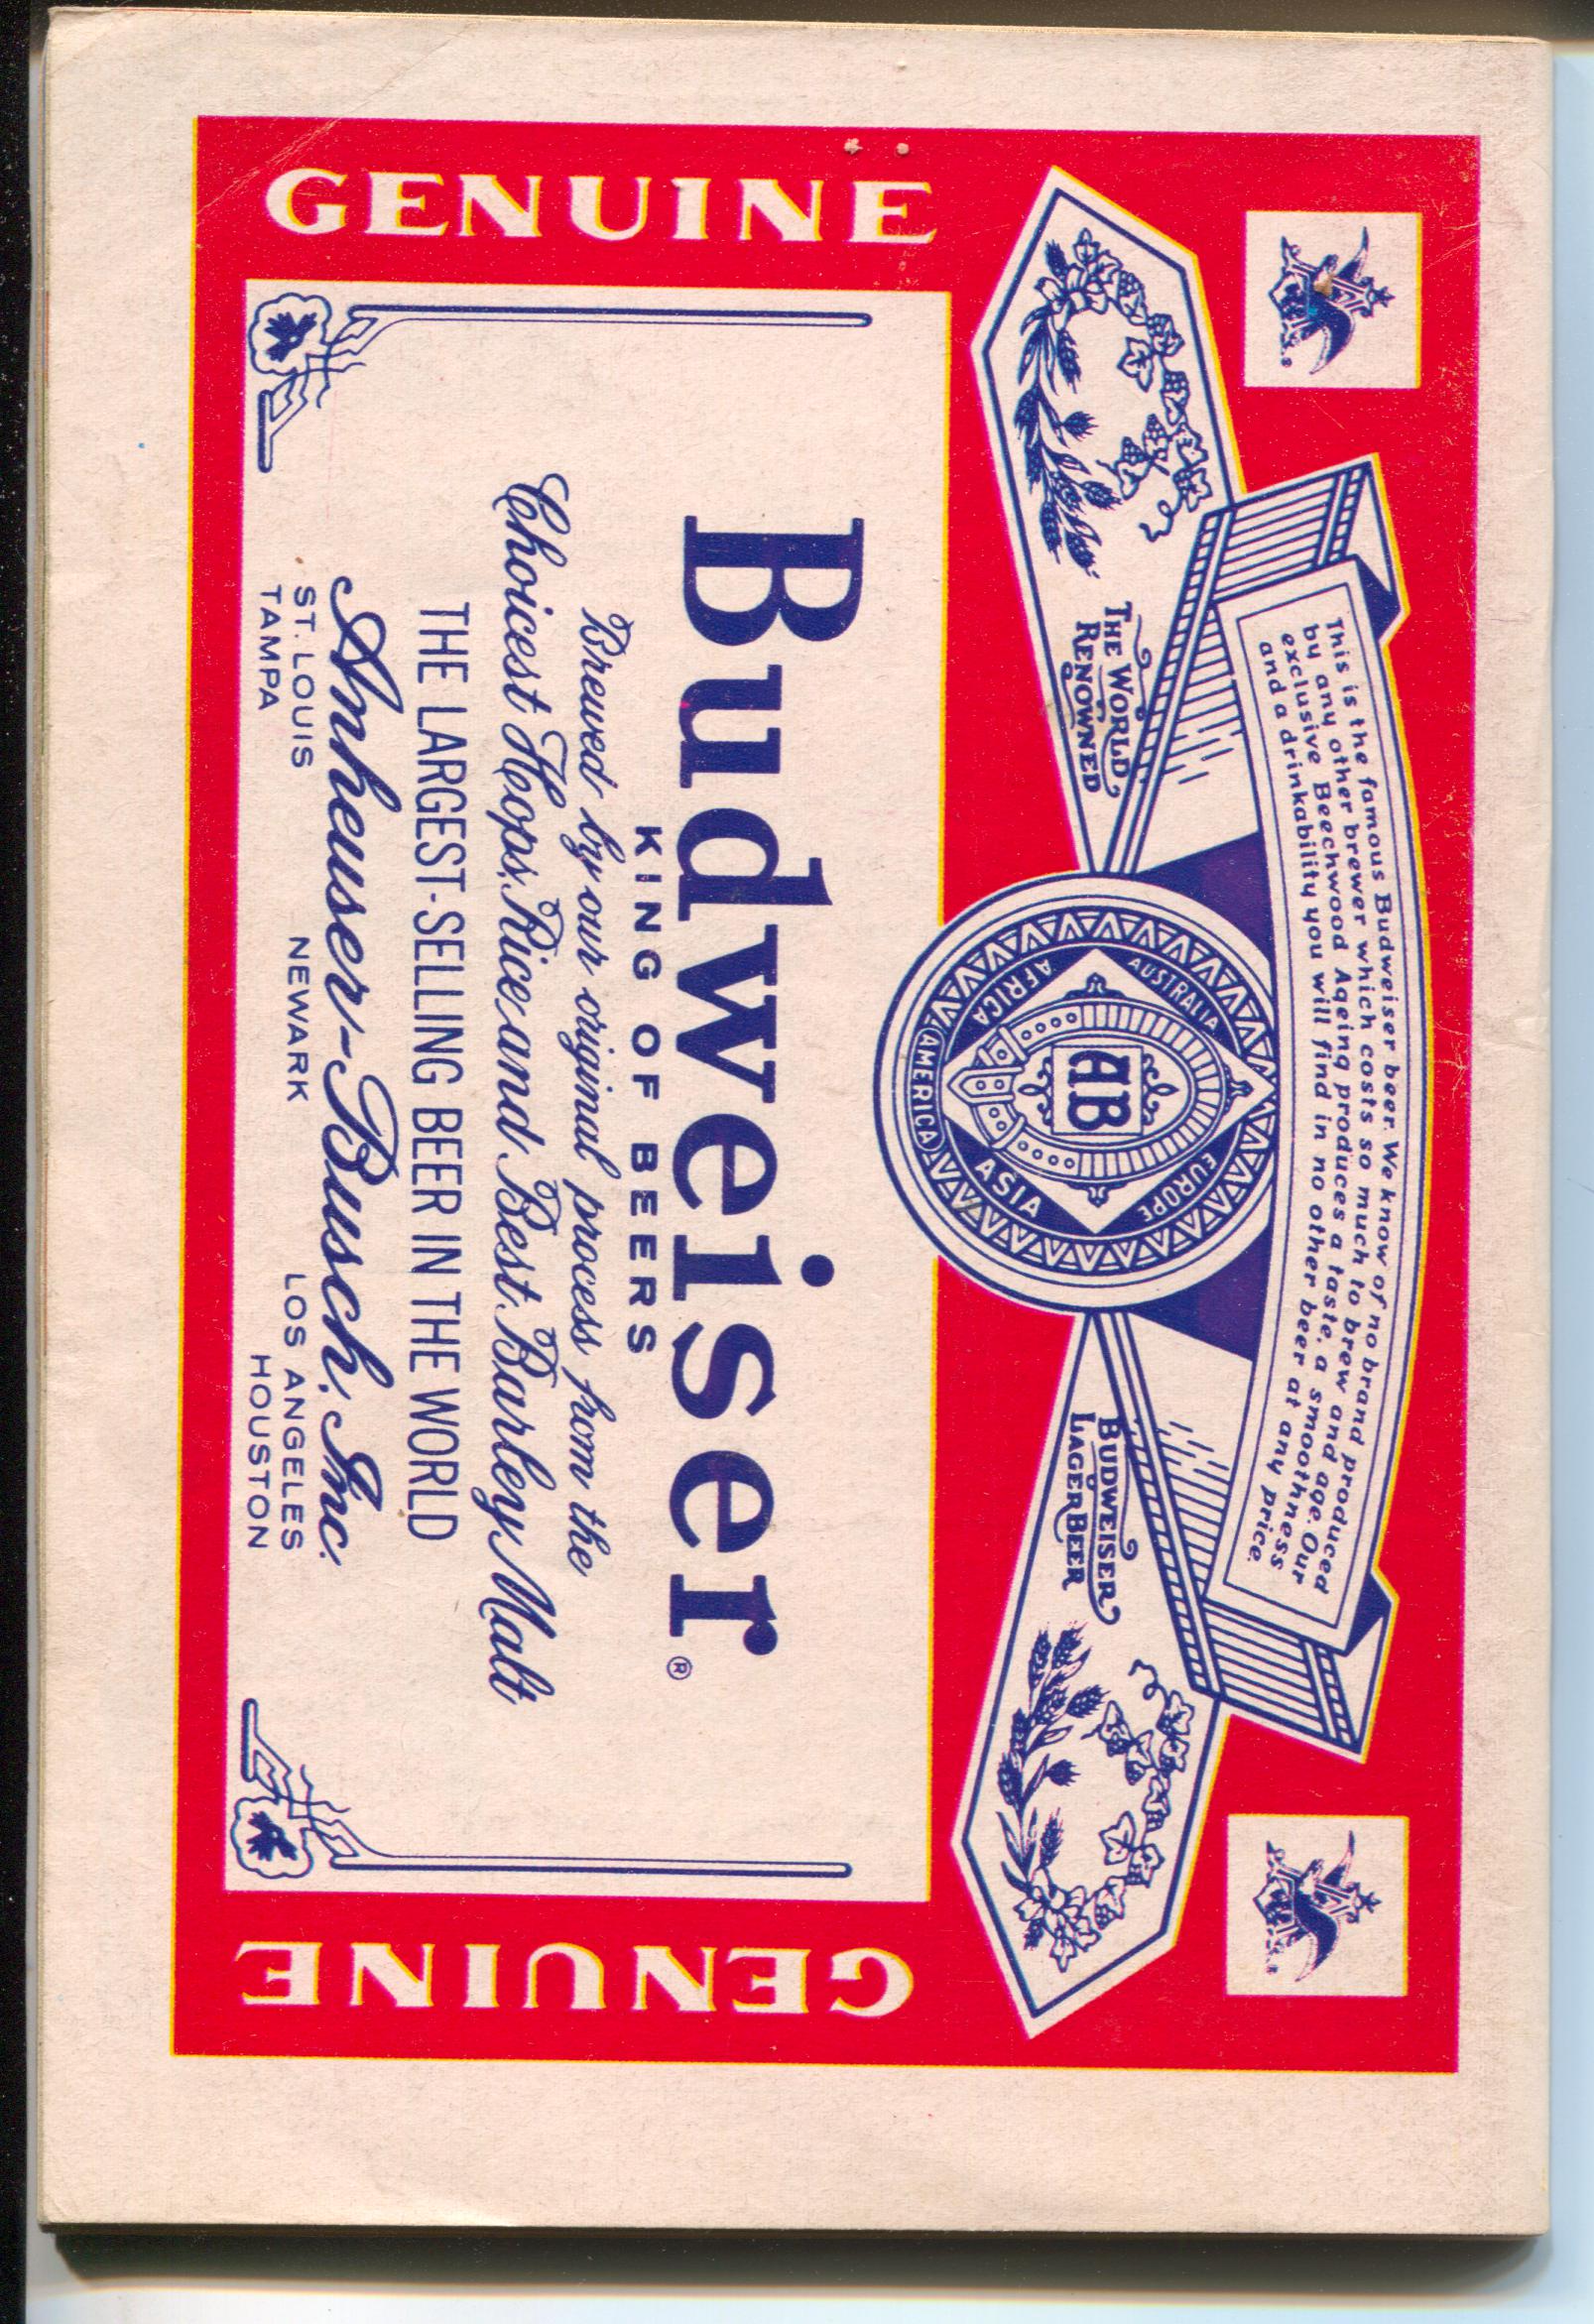 This is the famous Budweiser beer. We know of no brand produced
by any other brewer which costs so much to brew and age. Our
exclusive Beechwood Ageing produces a taste, a smoothness
and a drinkability you will find in no other beer at any price.
THE WORLD
RENOWNED
BUDWEISER
LAGER BEER
AUSTRALIA
EUROPE
AB
AFRICA
ASIA
AMERICA
GENUINE
GENUINE
Budweiser®
KING OF BEERS
Brewed by our original process from the
Choicest Hops, Rice and Best Barley Malt
THE LARGEST-SELLING BEER IN THE WORLD
Anheuser-Busch, Inc.
ST. LOUIS NEWARK LOS ANGELES
TAMPA HOUSTON